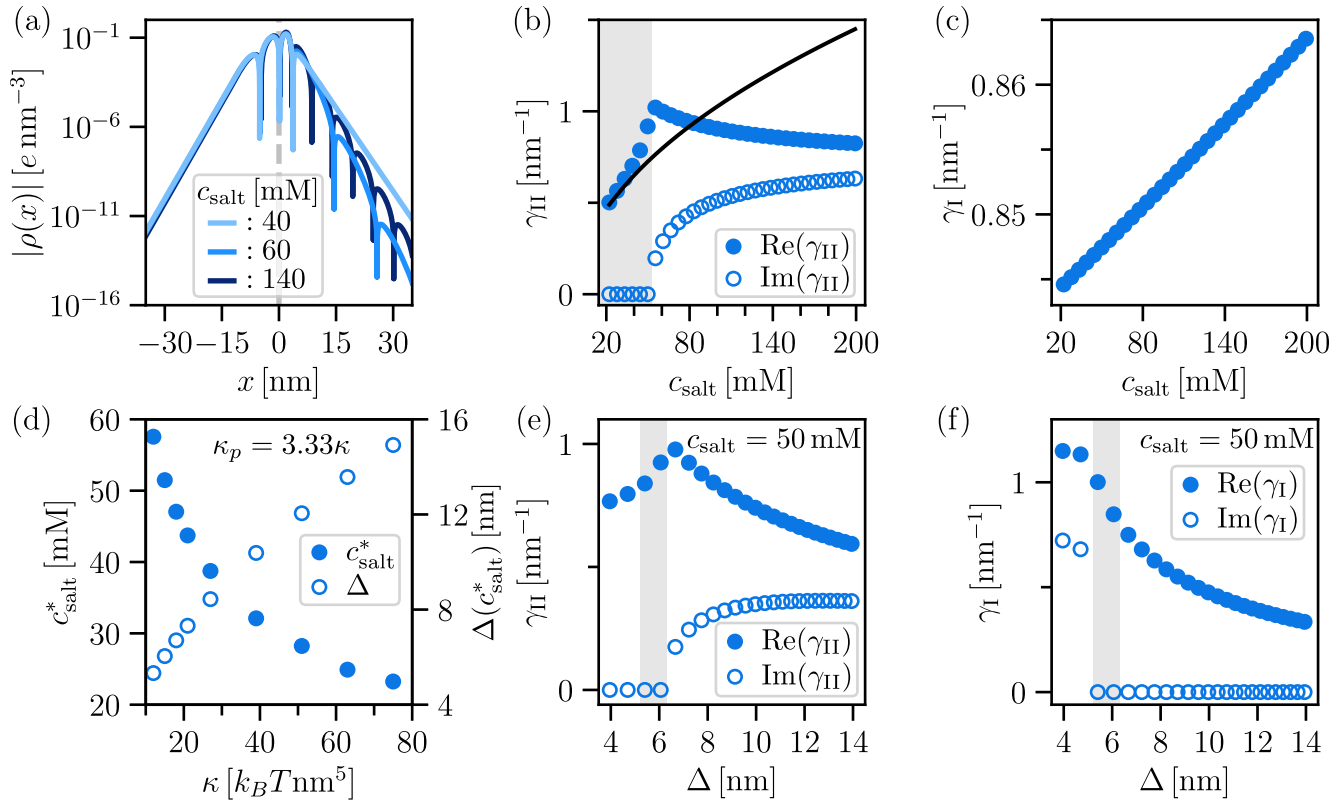 (a)
|ρ(x)| [e nm⁻³]
10⁻¹
10⁻⁶
10⁻¹¹
10⁻¹⁶
c_salt [mM]
: 40
: 60
: 140
−30 −15 0 15 30
x [nm]
(b)
γ_II [nm⁻¹]
1
0
Re(γ_II)
Im(γ_II)
20 80 140 200
c_salt [mM]
(c)
γ_I [nm⁻¹]
0.86
0.85
20 80 140 200
c_salt [mM]
(d)
c*_salt [mM]
60
50
40
30
20
κ_p = 3.33κ
c*_salt
Δ
16
12
8
4
Δ(c*_salt) [nm]
20 40 60 80
κ [k_BT nm⁵]
(e)
γ_II [nm⁻¹]
1
0
c_salt = 50 mM
Re(γ_II)
Im(γ_II)
4 6 8 10 12 14
Δ [nm]
(f)
γ_I [nm⁻¹]
1
0
c_salt = 50 mM
Re(γ_I)
Im(γ_I)
4 6 8 10 12 14
Δ [nm]